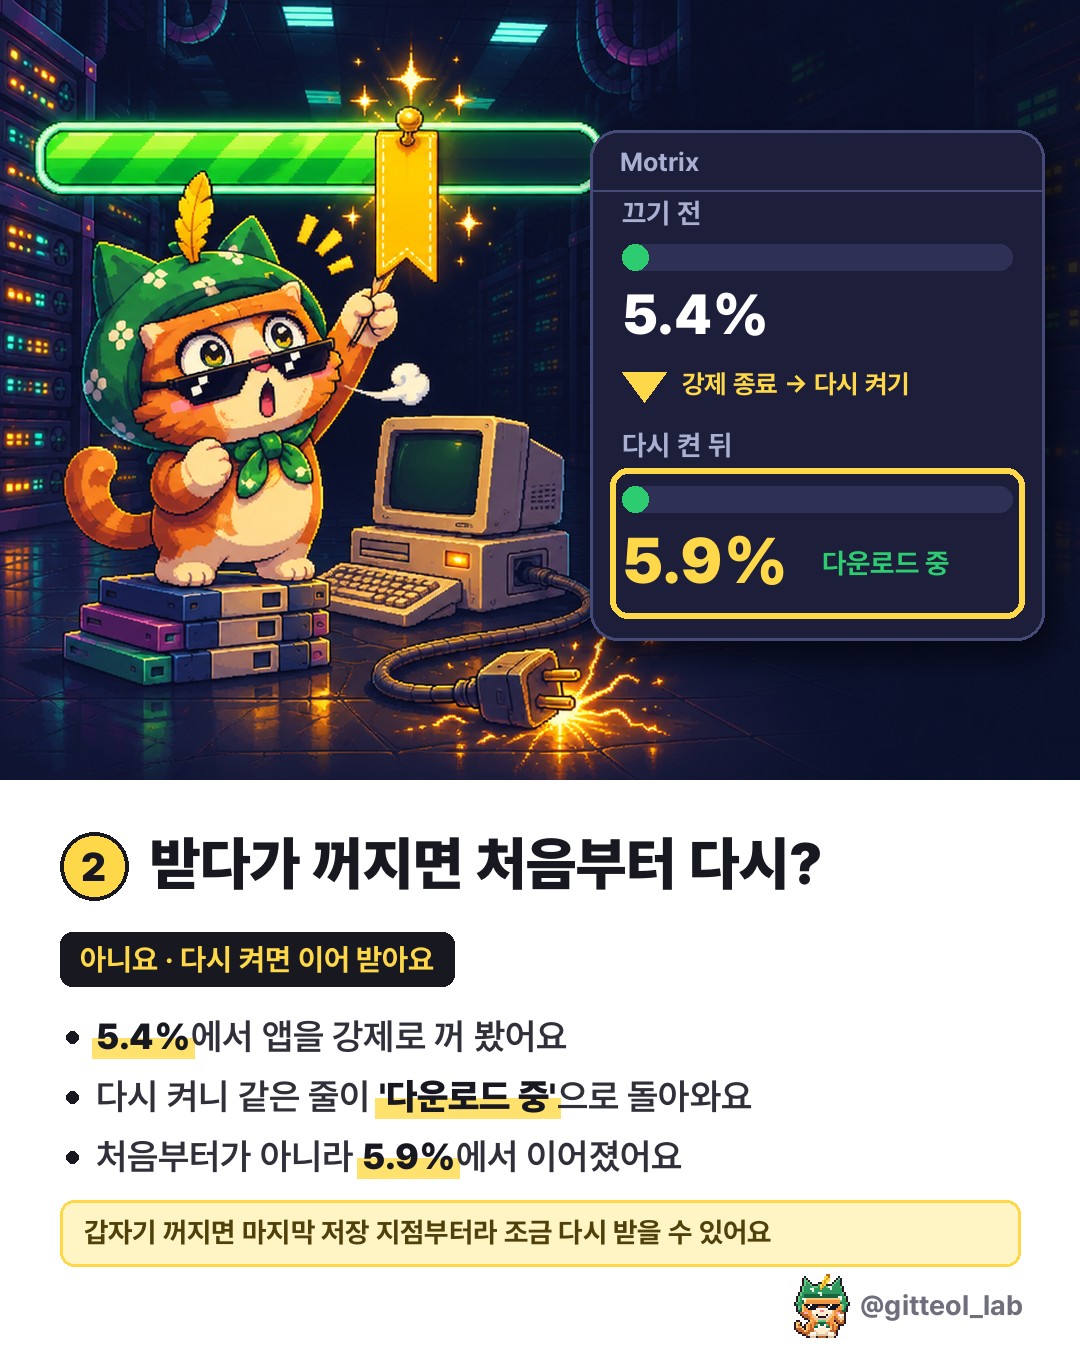 Motrix
끄기 전
5.4%
강제 종료 → 다시 켜기
다시 켠 뒤
5.9% 다운로드 중
2 받다가 꺼지면 처음부터 다시?
아니요 · 다시 켜면 이어 받아요
• 5.4%에서 앱을 강제로 꺼 봤어요
• 다시 켜니 같은 줄이 '다운로드 중'으로 돌아와요
• 처음부터가 아니라 5.9%에서 이어졌어요
갑자기 꺼지면 마지막 저장 지점부터라 조금 다시 받을 수 있어요
@gitteol_lab